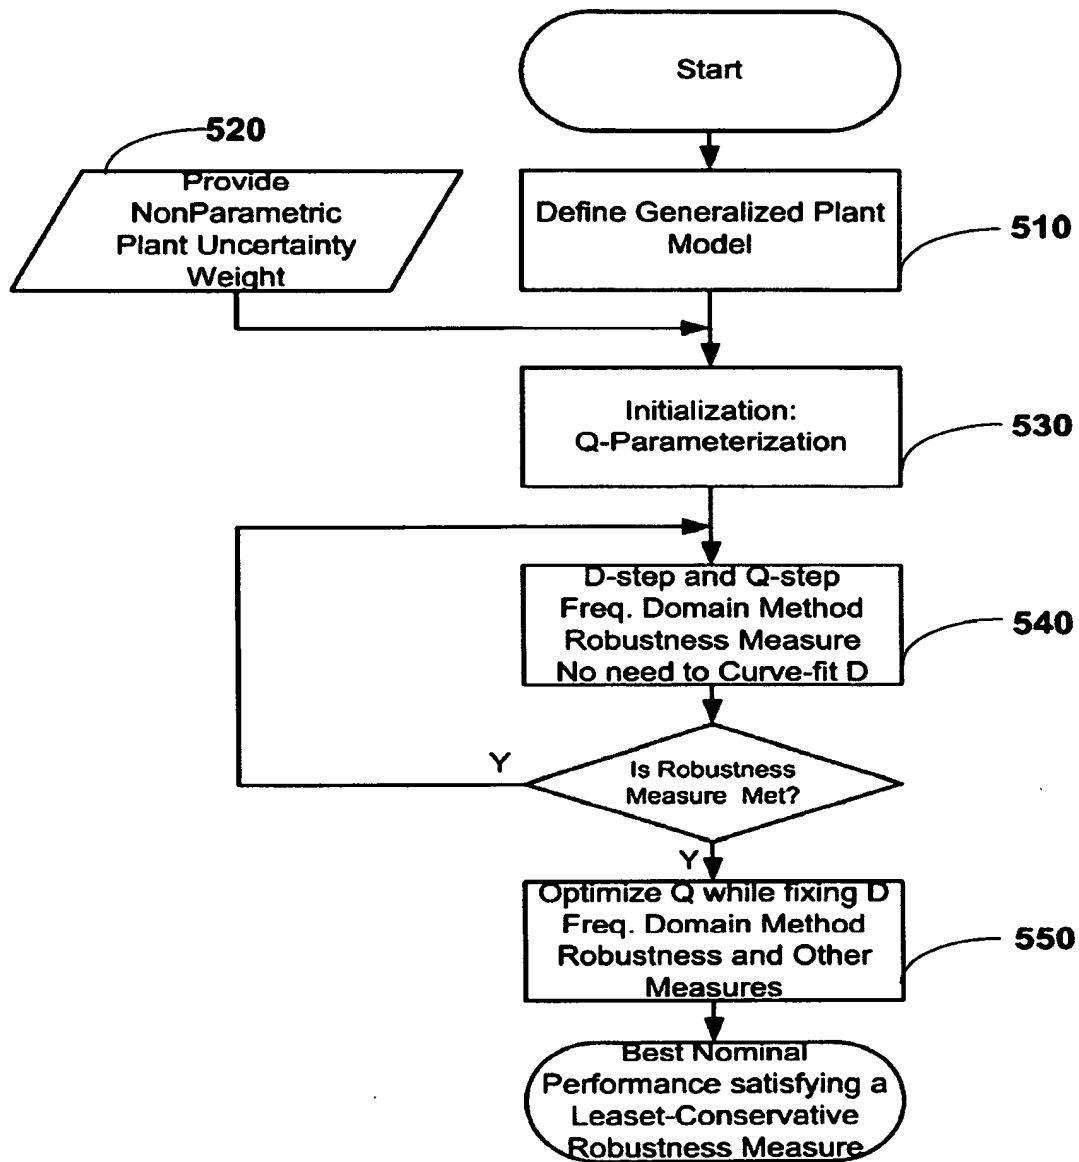 Start
520
Provide
NonParametric
Plant Uncertainty
Weight
Define Generalized Plant
Model
510
Initialization:
Q-Parameterization
530
D-step and Q-step
Freq. Domain Method
Robustness Measure
No need to Curve-fit D
540
Y
Is Robustness
Measure Met?
Y
Optimize Q while fixing D
Freq. Domain Method
Robustness and Other
Measures
550
Best Nominal
Performance satisfying a
Leaset-Conservative
Robustness Measure